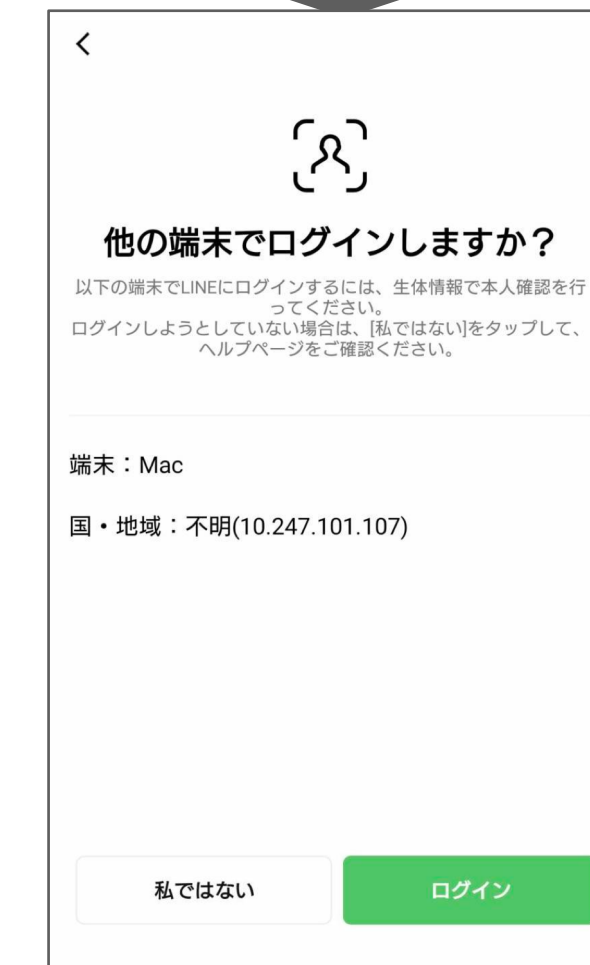 他の端末でログインしますか？
以下の端末でLINEにログインするには、生体情報で本人確認を行
ってください。
ログインしようとしていない場合は、[私ではない]をタップして、
ヘルプページをご確認ください。
端末：Mac
国・地域：不明(10.247.101.107)
私ではない
ログイン